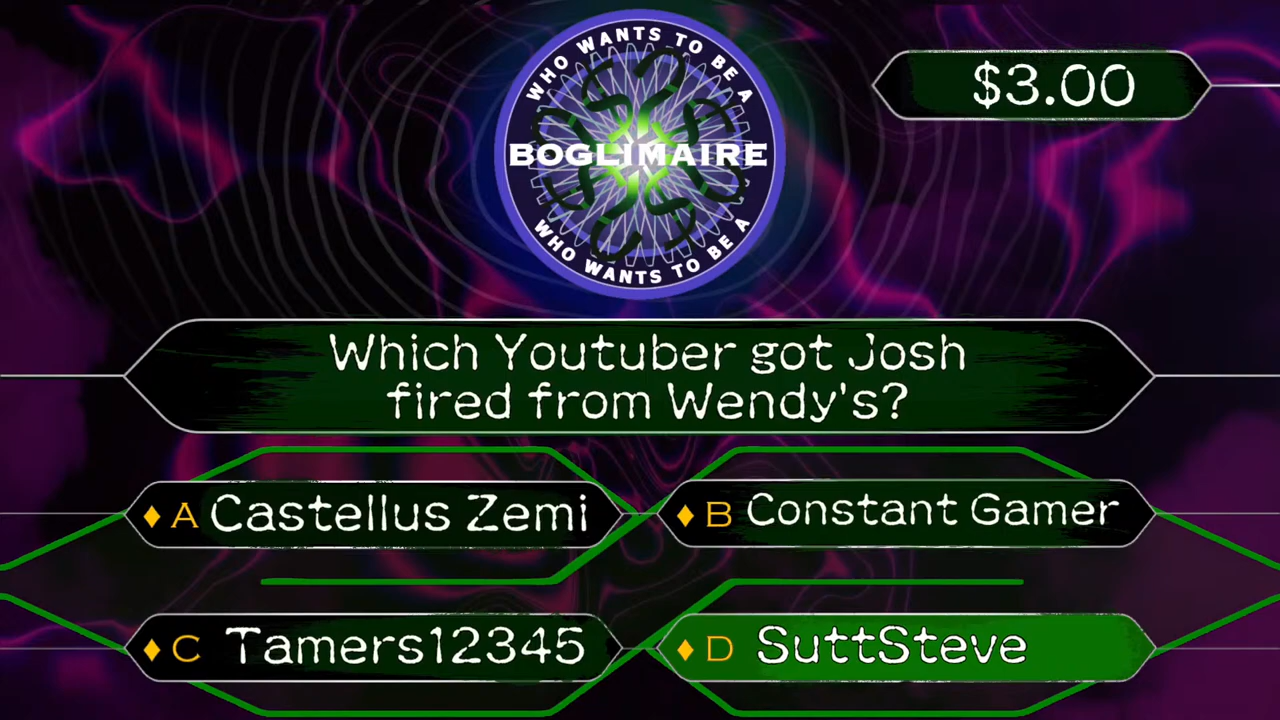 WHO WANTS TO BE A
BOGLIMAIRE
WHO WANTS TO BE A
$3.00
Which Youtuber got Josh
fired from Wendy's?
A Castellus Zemi
B Constant Gamer
C Tamers12345
D SuttSteve